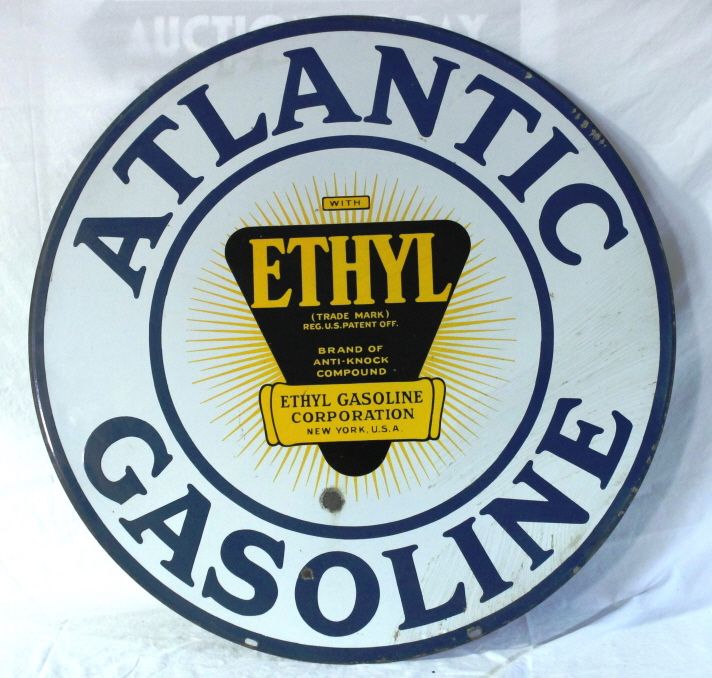 ATLANTIC
WITH
ETHYL
(TRADE MARK)
REG. U.S. PATENT OFF.
BRAND OF
ANTI-KNOCK
COMPOUND
ETHYL GASOLINE
CORPORATION
NEW YORK, U.S.A.
GASOLINE